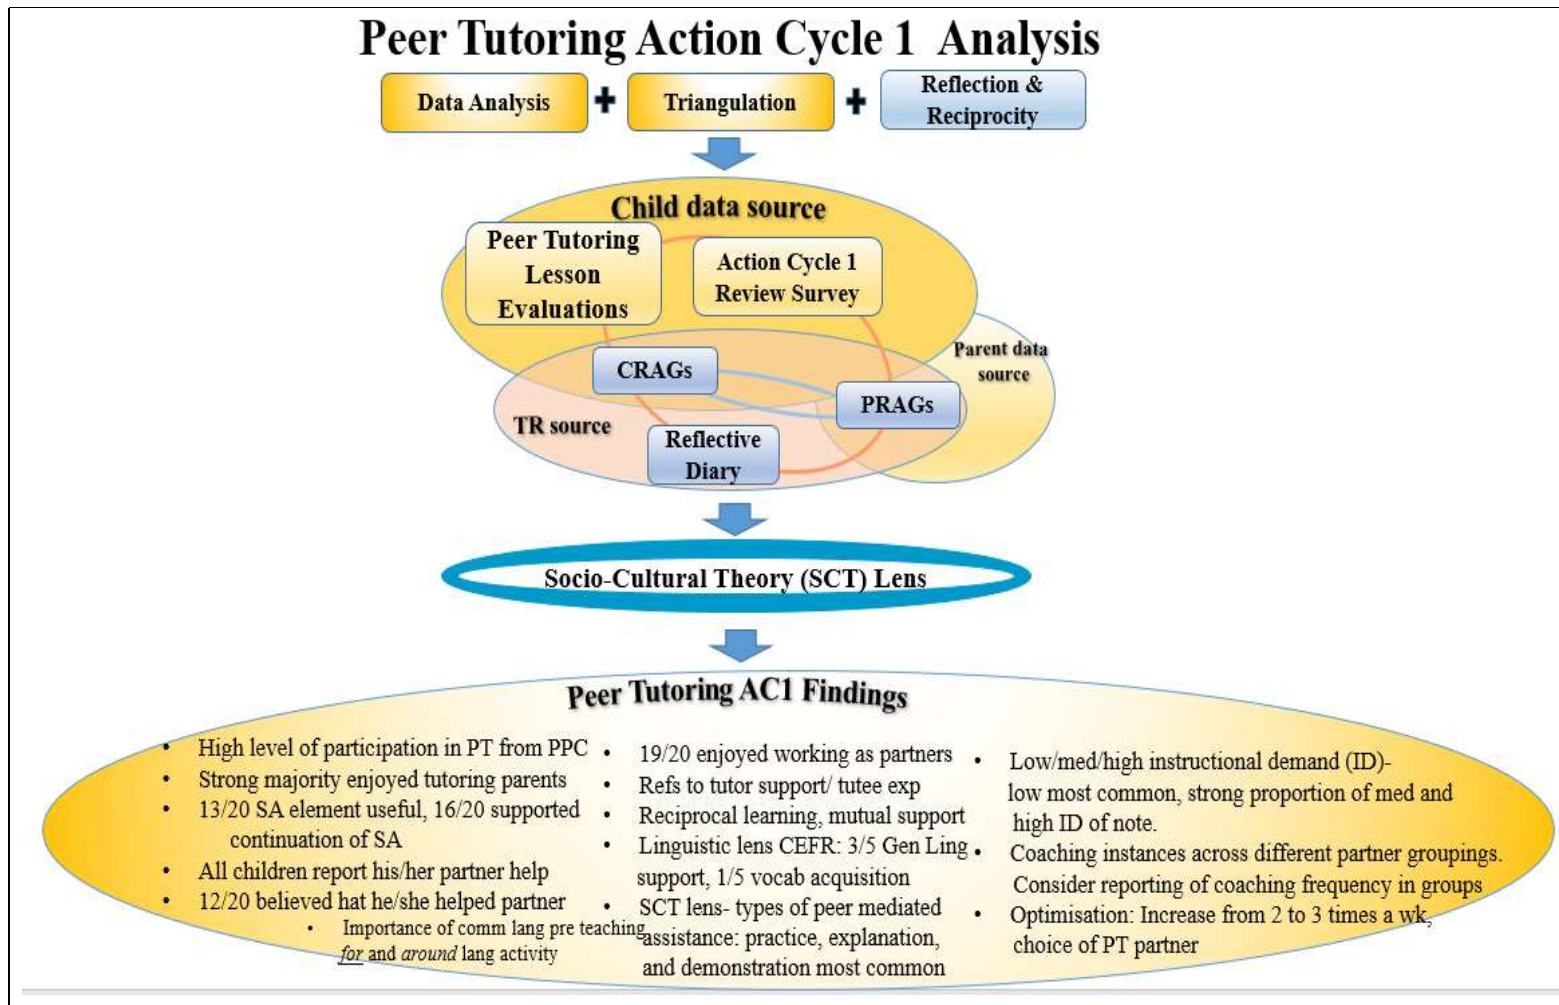 Peer Tutoring Action Cycle 1 Analysis
Data Analysis
Triangulation
Reflection &
Reciprocity
Child data source
Peer Tutoring
Lesson
Evaluations
Action Cycle 1
Review Survey
Parent data
source
CRAGs
PRAGs
TR source
Reflective
Diary
Socio-Cultural Theory (SCT) Lens
Peer Tutoring AC1 Findings
• High level of participation in PT from PPC
• Strong majority enjoyed tutoring parents
• 13/20 SA element useful, 16/20 supported
continuation of SA
• All children report his/her partner help
• 12/20 believed hat he/she helped partner
• Importance of comm lang pre teaching
for and around lang activity
• 19/20 enjoyed working as partners
• Refs to tutor support/ tutee exp
• Reciprocal learning, mutual support
• Linguistic lens CEFR: 3/5 Gen Ling
support, 1/5 vocab acquisition
• SCT lens- types of peer mediated
assistance: practice, explanation,
and demonstration most common
• Low/med/high instructional demand (ID)-
low most common, strong proportion of med and
high ID of note.
• Coaching instances across different partner groupings.
Consider reporting of coaching frequency in groups
• Optimisation: Increase from 2 to 3 times a wk,
choice of PT partner